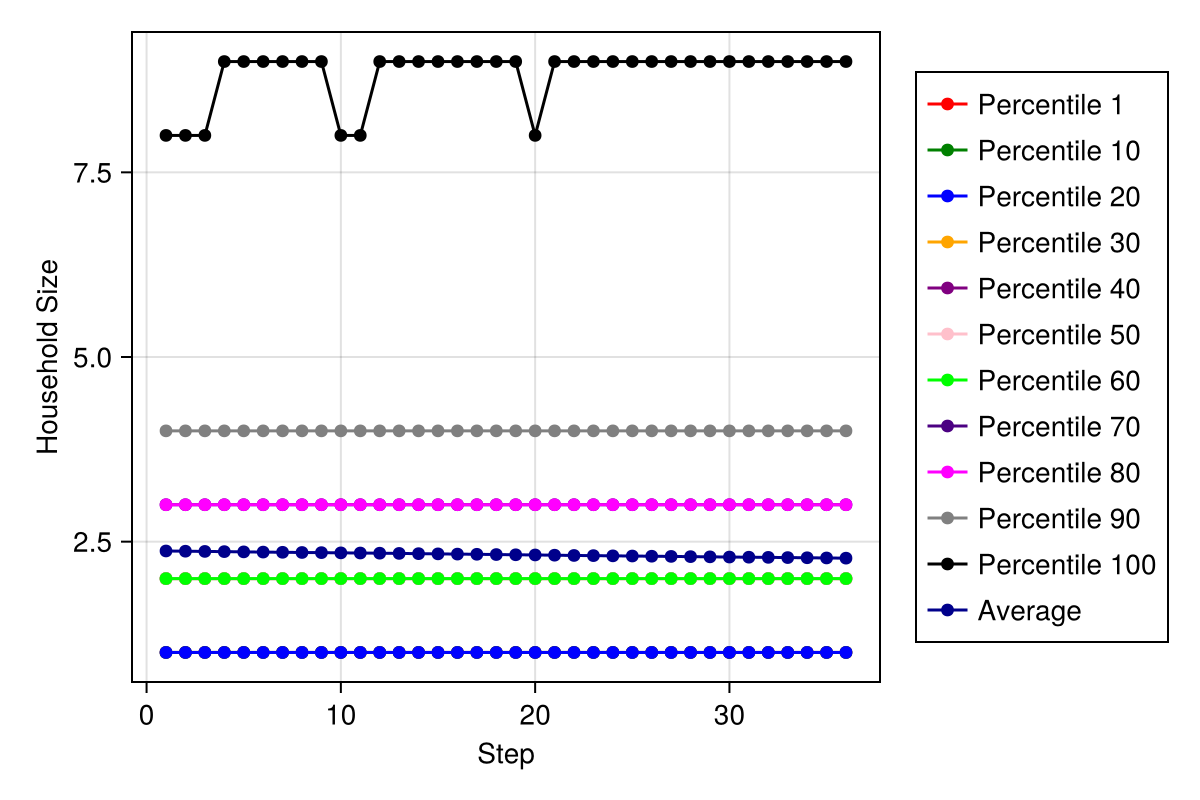 7.5
5.0
2.5
Household Size
0
10
20
30
Step
Percentile 1
Percentile 10
Percentile 20
Percentile 30
Percentile 40
Percentile 50
Percentile 60
Percentile 70
Percentile 80
Percentile 90
Percentile 100
Average